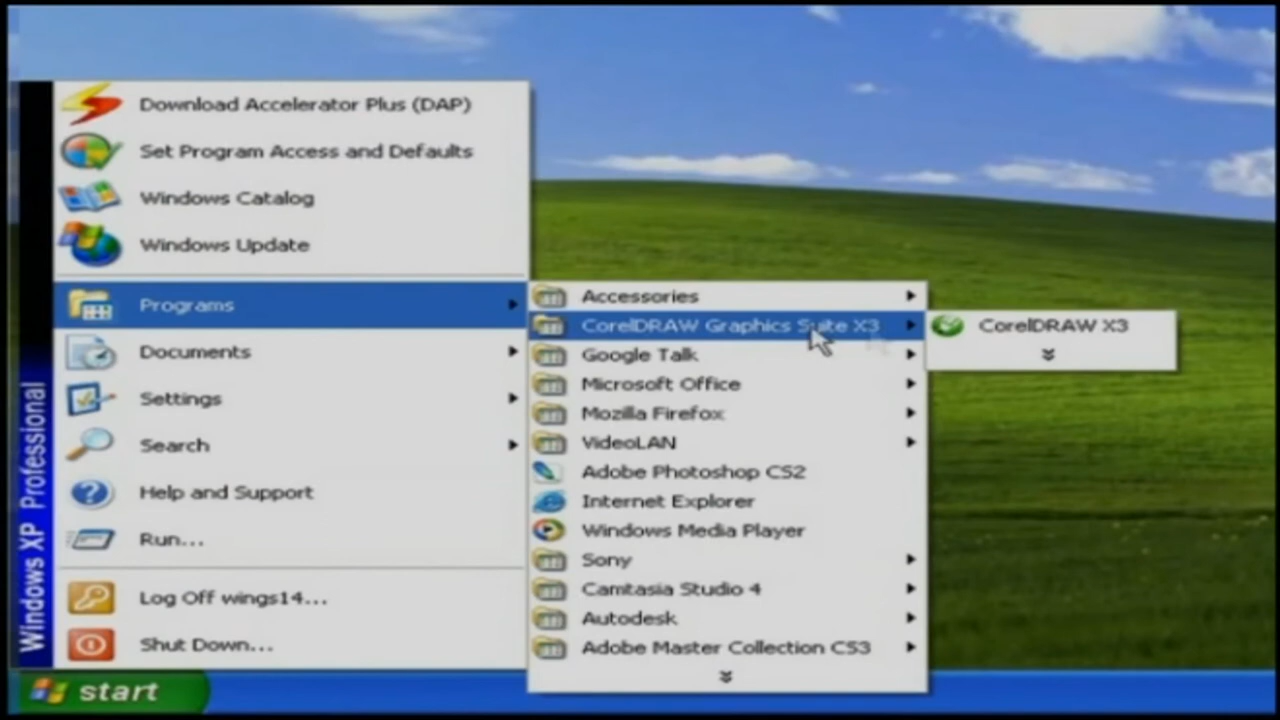 Download Accelerator Plus (DAP)
Set Program Access and Defaults
Windows Catalog
Windows Update
Programs
Documents
Settings
Search
Help and Support
Run...
Log Off wings14...
Shut Down...
Windows XP Professional
start
Accessories
CorelDRAW Graphics Suite X3
Google Talk
Microsoft Office
Mozilla Firefox
VideoLAN
Adobe Photoshop CS2
Internet Explorer
Windows Media Player
Sony
Camtasia Studio 4
Autodesk
Adobe Master Collection CS3
CorelDRAW X3